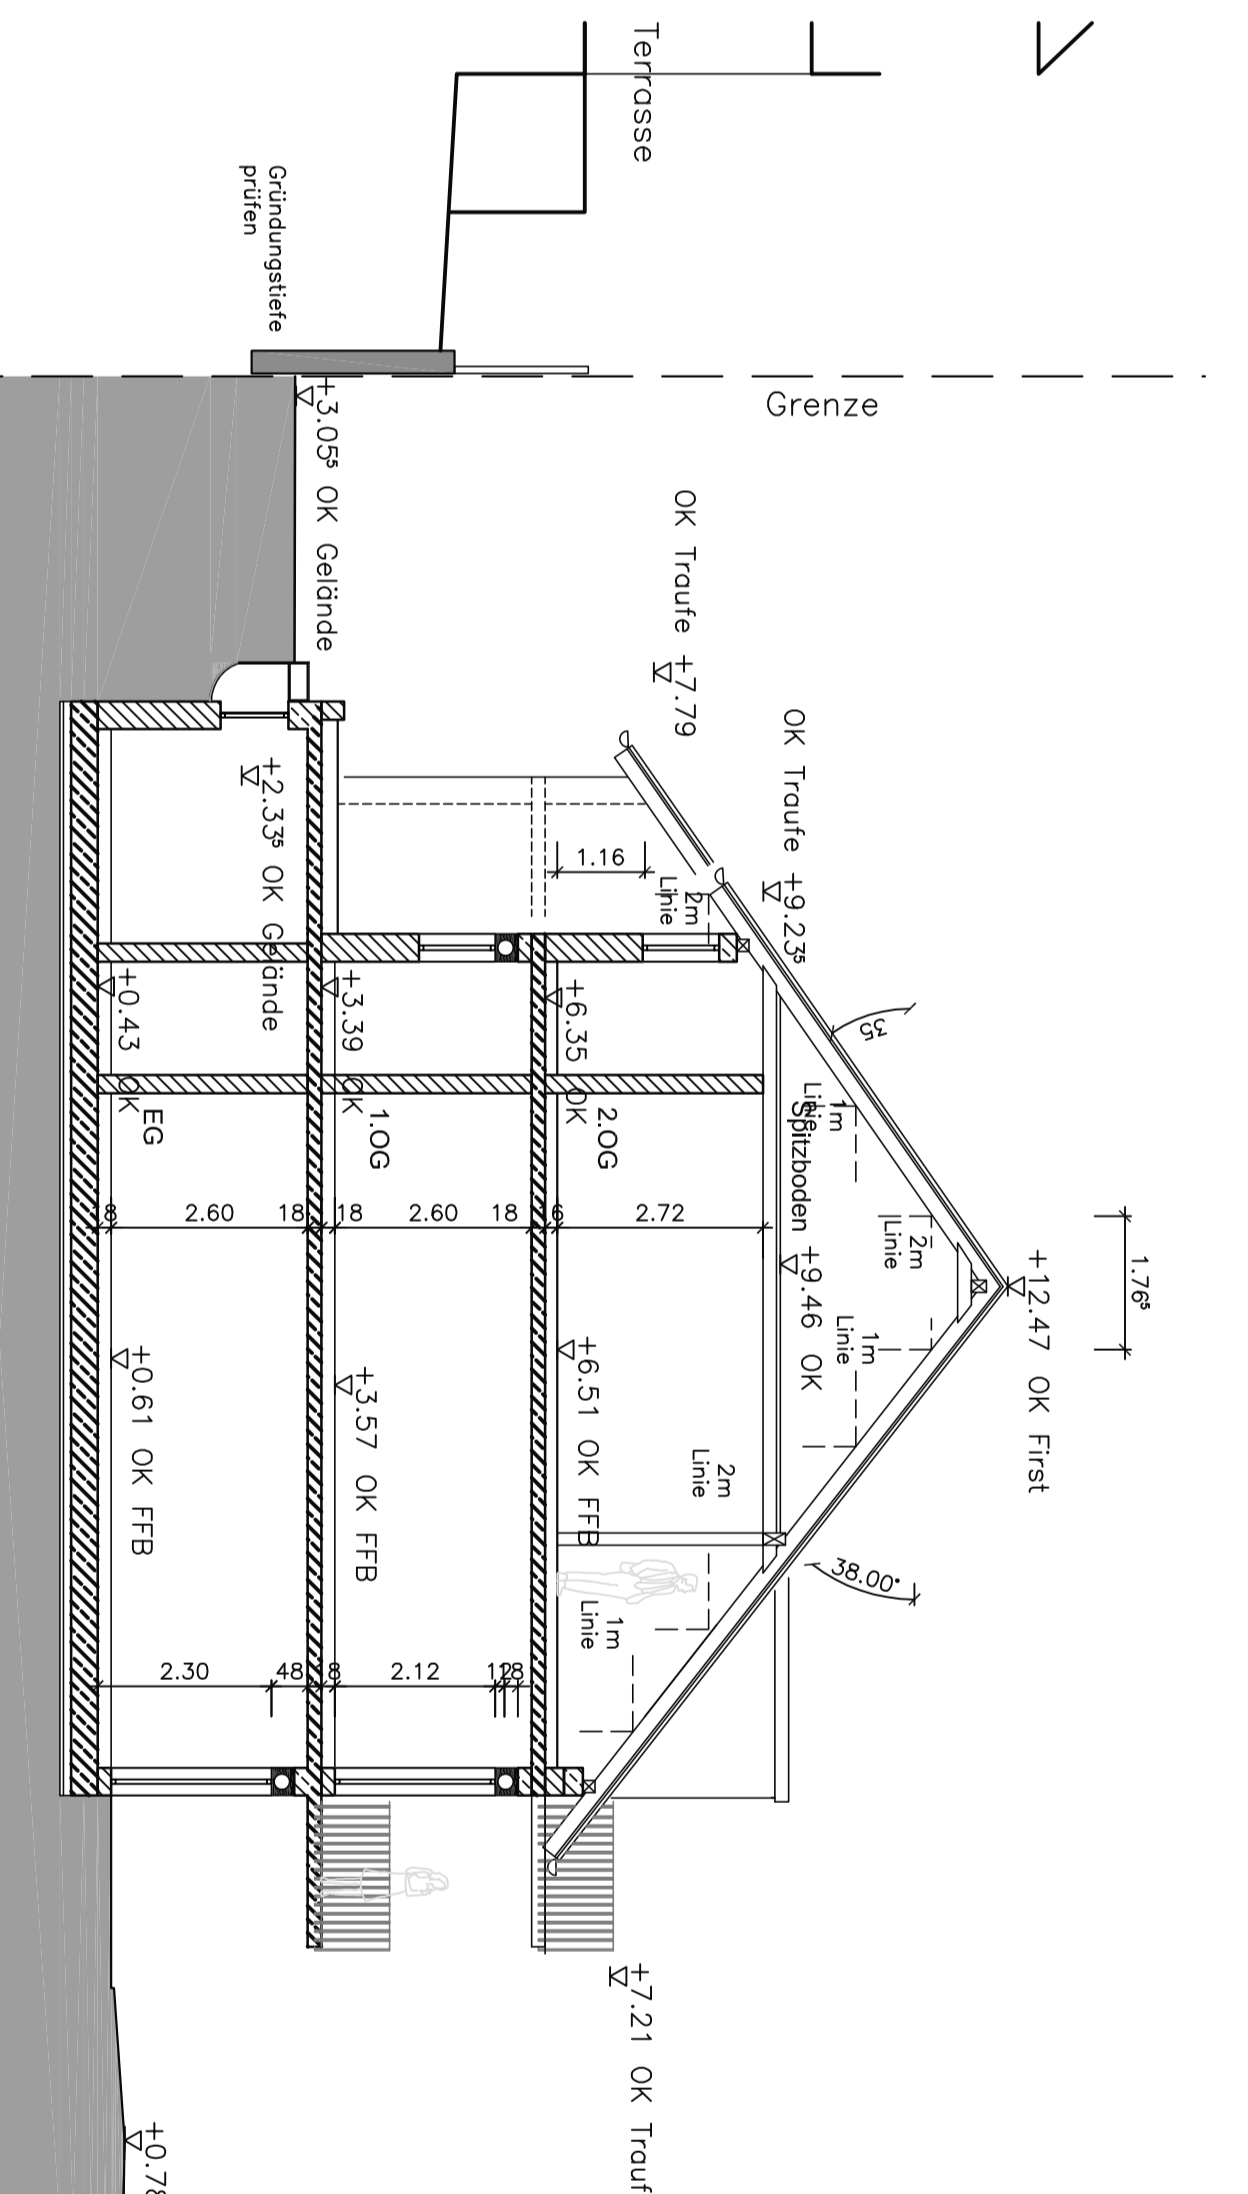 Terrasse
Gründungstiefe
prüfen
Grenze
+3.05⁵ OK Gelände
OK Traufe +7.79
OK Traufe +9.23⁵
+2.33⁵ OK Gelände
1.16
2m
Linie
35
+0.43 OK
+3.39 OK
+6.35 OK
EG
1.OG
2.OG
1m
Linie
Spitzboden +9.46 OK
18
2.60
18
18
2.60
18
16
2.72
2m
Linie
1.76⁵
+12.47 OK First
1m
Linie
+0.61 OK FFB
+3.57 OK FFB
+6.51 OK FFB
2m
Linie
38.00°
1m
Linie
2.30
48
18
2.12
12
18
+7.21 OK Trauf
+0.78